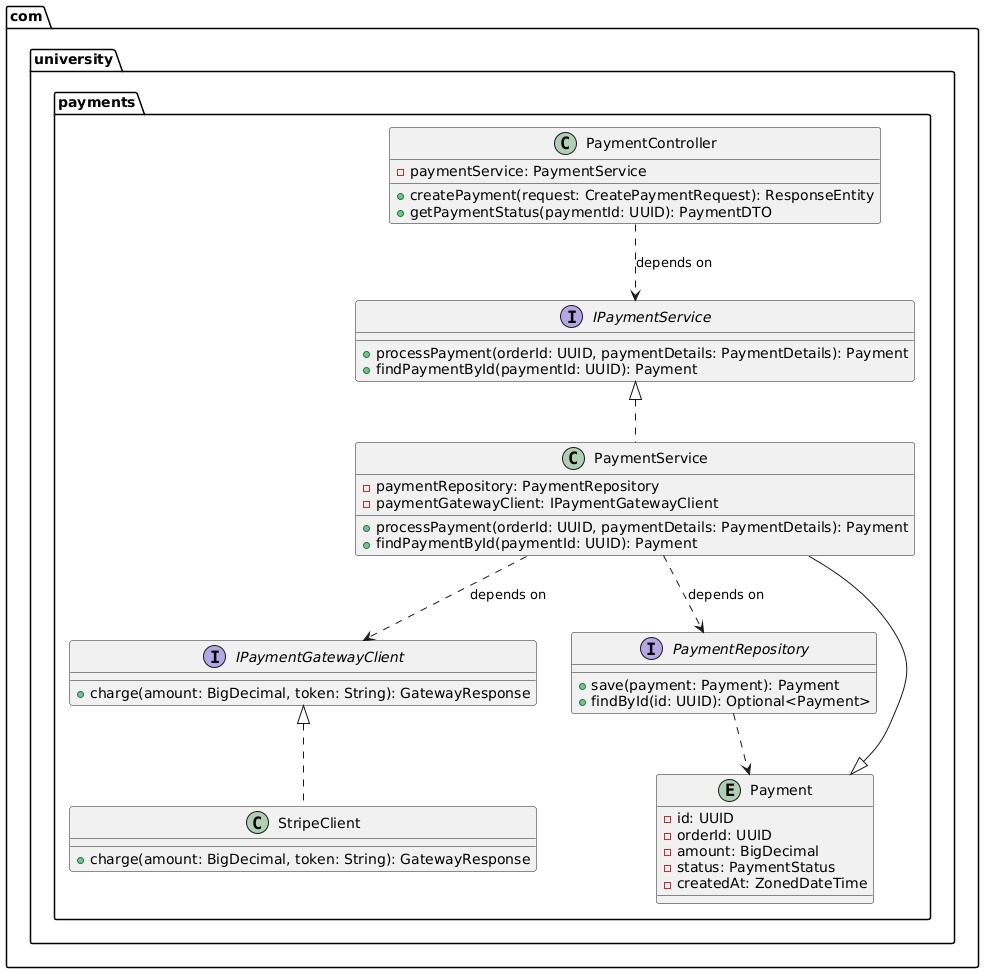 com
university
payments
C PaymentController
paymentService: PaymentService
createPayment(request: CreatePaymentRequest): ResponseEntity
getPaymentStatus(paymentId: UUID): PaymentDTO
depends on
I IPaymentService
processPayment(orderId: UUID, paymentDetails: PaymentDetails): Payment
findPaymentById(paymentId: UUID): Payment
C PaymentService
paymentRepository: PaymentRepository
paymentGatewayClient: IPaymentGatewayClient
processPayment(orderId: UUID, paymentDetails: PaymentDetails): Payment
findPaymentById(paymentId: UUID): Payment
depends on
depends on
I IPaymentGatewayClient
charge(amount: BigDecimal, token: String): GatewayResponse
I PaymentRepository
save(payment: Payment): Payment
findById(id: UUID): Optional<Payment>
C StripeClient
charge(amount: BigDecimal, token: String): GatewayResponse
E Payment
id: UUID
orderId: UUID
amount: BigDecimal
status: PaymentStatus
createdAt: ZonedDateTime